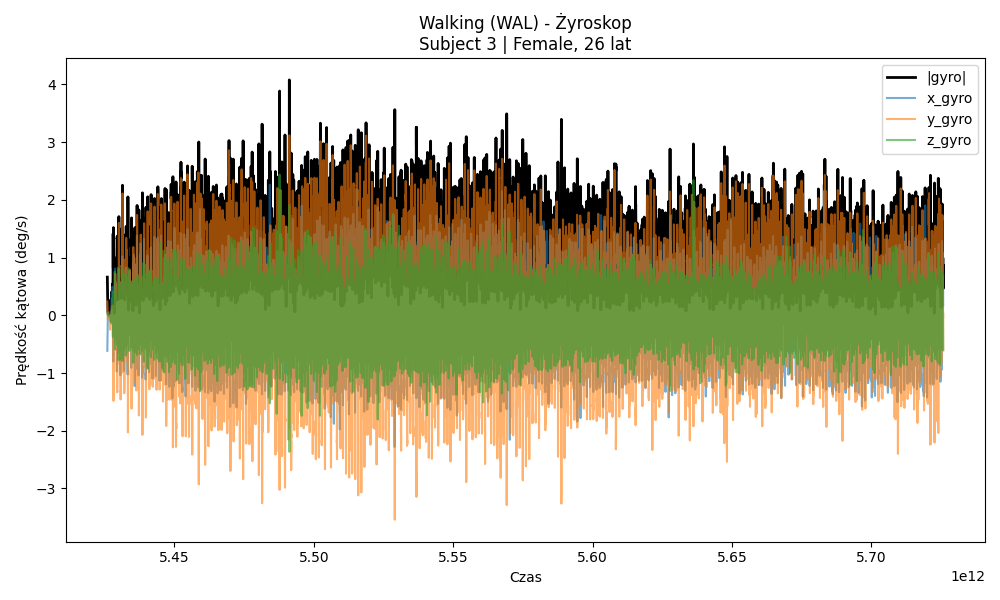 Walking (WAL) - Żyroskop
Subject 3 | Female, 26 lat
|gyro|
x_gyro
y_gyro
z_gyro
Prędkość kątowa (deg/s)
4
3
2
1
0
−1
−2
−3
5.45 5.50 5.55 5.60 5.65 5.70
1e12
Czas